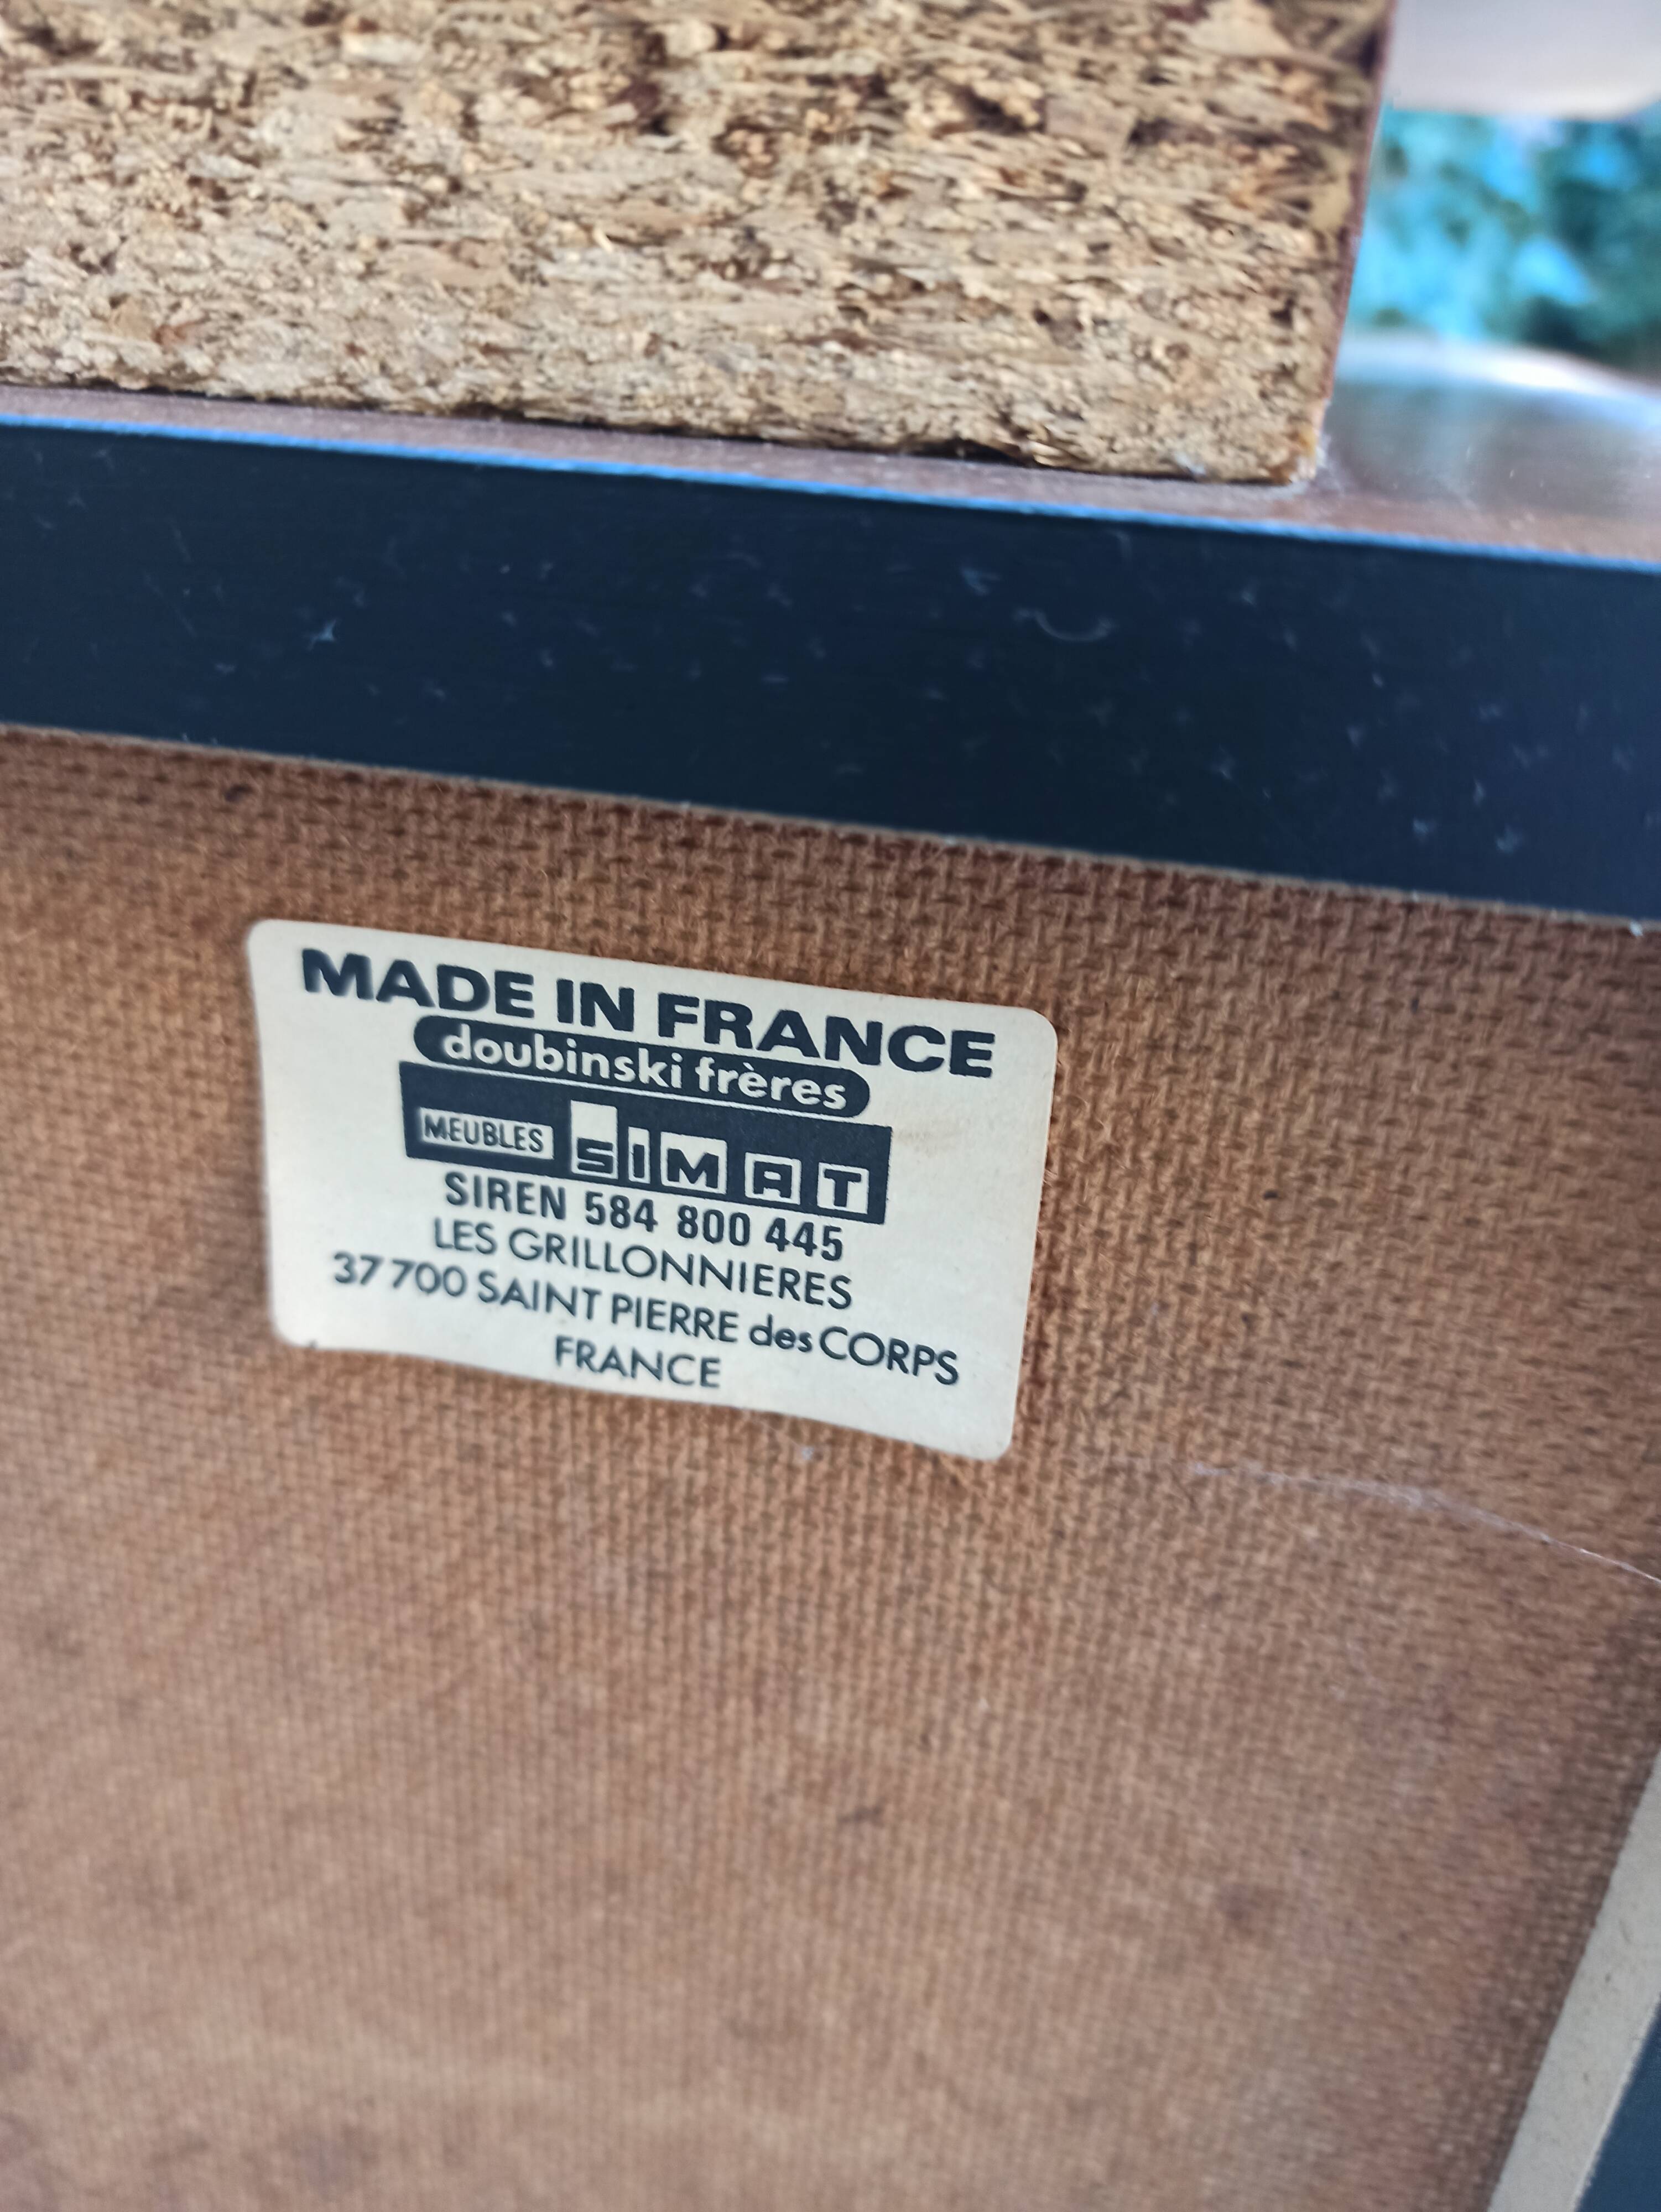 MADE IN FRANCE
doubinski frères
MEUBLES SIMAT
SIREN 584 800 445
LES GRILLONNIERES
37 700 SAINT PIERRE des CORPS
FRANCE